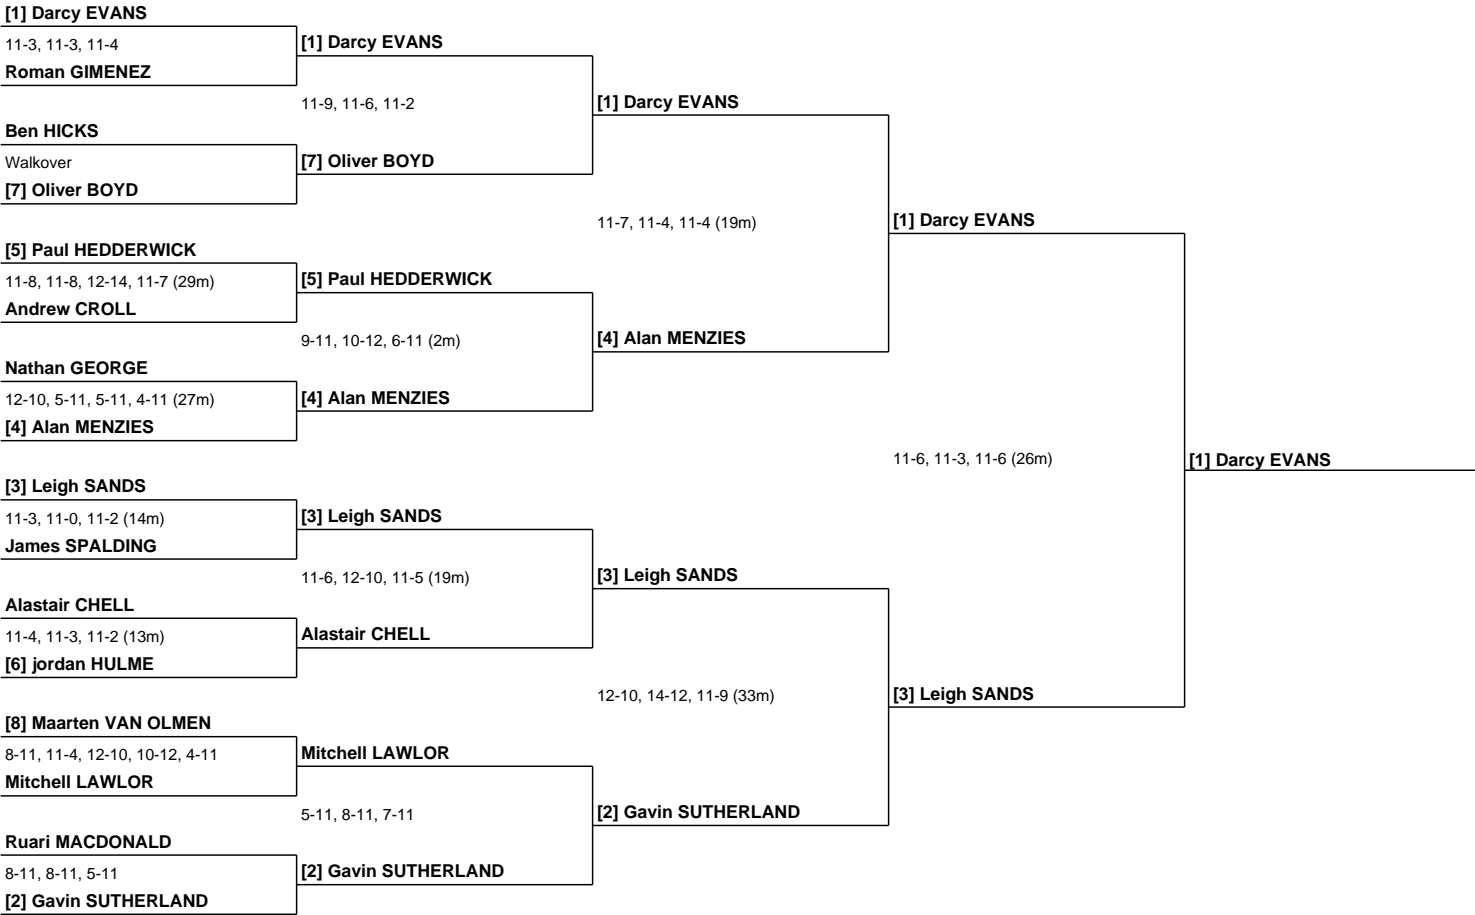 [1] Darcy EVANS
11-3, 11-3, 11-4
[1] Darcy EVANS
Roman GIMENEZ
11-9, 11-6, 11-2
[1] Darcy EVANS
Ben HICKS
Walkover
[7] Oliver BOYD
[7] Oliver BOYD
11-7, 11-4, 11-4 (19m)
[1] Darcy EVANS
[5] Paul HEDDERWICK
11-8, 11-8, 12-14, 11-7 (29m)
[5] Paul HEDDERWICK
Andrew CROLL
9-11, 10-12, 6-11 (2m)
[4] Alan MENZIES
Nathan GEORGE
12-10, 5-11, 5-11, 4-11 (27m)
[4] Alan MENZIES
[4] Alan MENZIES
11-6, 11-3, 11-6 (26m)
[1] Darcy EVANS
[3] Leigh SANDS
11-3, 11-0, 11-2 (14m)
[3] Leigh SANDS
James SPALDING
11-6, 12-10, 11-5 (19m)
[3] Leigh SANDS
Alastair CHELL
11-4, 11-3, 11-2 (13m)
Alastair CHELL
[6] jordan HULME
12-10, 14-12, 11-9 (33m)
[3] Leigh SANDS
[8] Maarten VAN OLMEN
8-11, 11-4, 12-10, 10-12, 4-11
Mitchell LAWLOR
Mitchell LAWLOR
5-11, 8-11, 7-11
[2] Gavin SUTHERLAND
Ruari MACDONALD
8-11, 8-11, 5-11
[2] Gavin SUTHERLAND
[2] Gavin SUTHERLAND